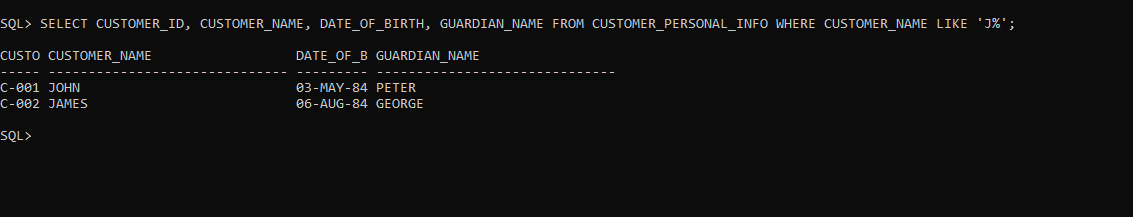 SQL> SELECT CUSTOMER_ID, CUSTOMER_NAME, DATE_OF_BIRTH, GUARDIAN_NAME FROM CUSTOMER_PERSONAL_INFO WHERE CUSTOMER_NAME LIKE 'J%';
CUSTO CUSTOMER_NAME                  DATE_OF_B GUARDIAN_NAME
----- ------------------------------ --------- ------------------------------
C-001 JOHN                           03-MAY-84 PETER
C-002 JAMES                          06-AUG-84 GEORGE
SQL>